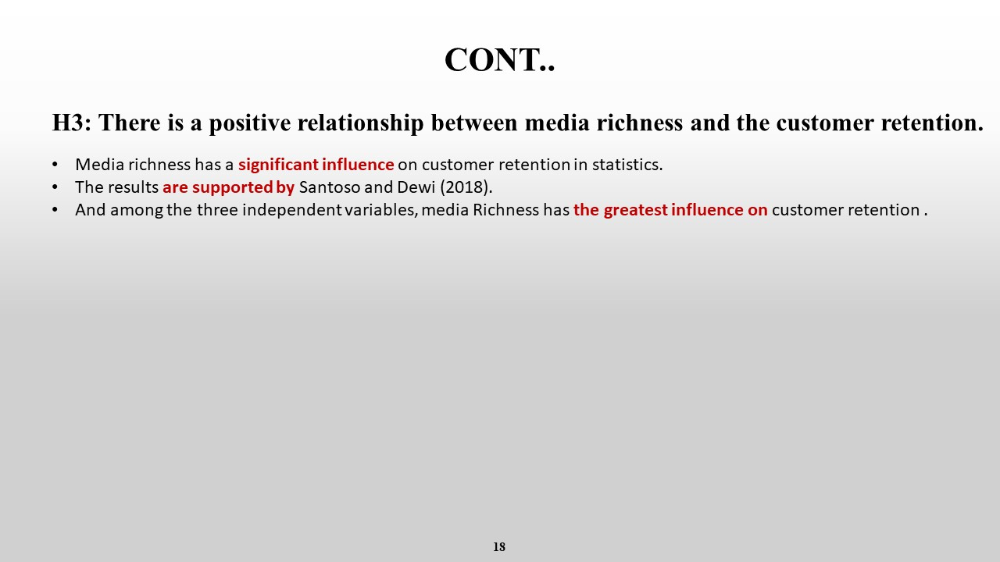 CONT..
H3: There is a positive relationship between media richness and the customer retention.
• Media richness has a significant influence on customer retention in statistics.
• The results are supported by Santoso and Dewi (2018).
• And among the three independent variables, media Richness has the greatest influence on customer retention .
18